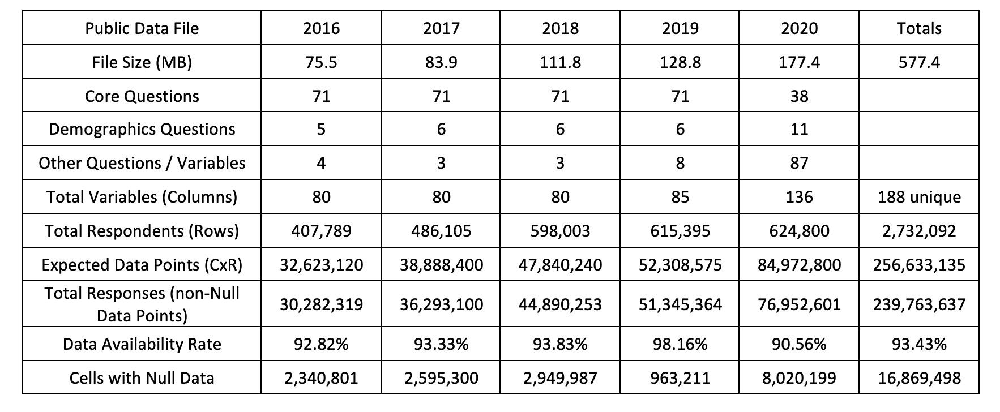 Public Data File 2016 2017 2018 2019 2020 Totals
File Size (MB) 75.5 83.9 111.8 128.8 177.4 577.4
Core Questions 71 71 71 71 38
Demographics Questions 5 6 6 6 11
Other Questions / Variables 4 3 3 8 87
Total Variables (Columns) 80 80 80 85 136 188 unique
Total Respondents (Rows) 407,789 486,105 598,003 615,395 624,800 2,732,092
Expected Data Points (CxR) 32,623,120 38,888,400 47,840,240 52,308,575 84,972,800 256,633,135
Total Responses (non-Null
Data Points) 30,282,319 36,293,100 44,890,253 51,345,364 76,952,601 239,763,637
Data Availability Rate 92.82% 93.33% 93.83% 98.16% 90.56% 93.43%
Cells with Null Data 2,340,801 2,595,300 2,949,987 963,211 8,020,199 16,869,498